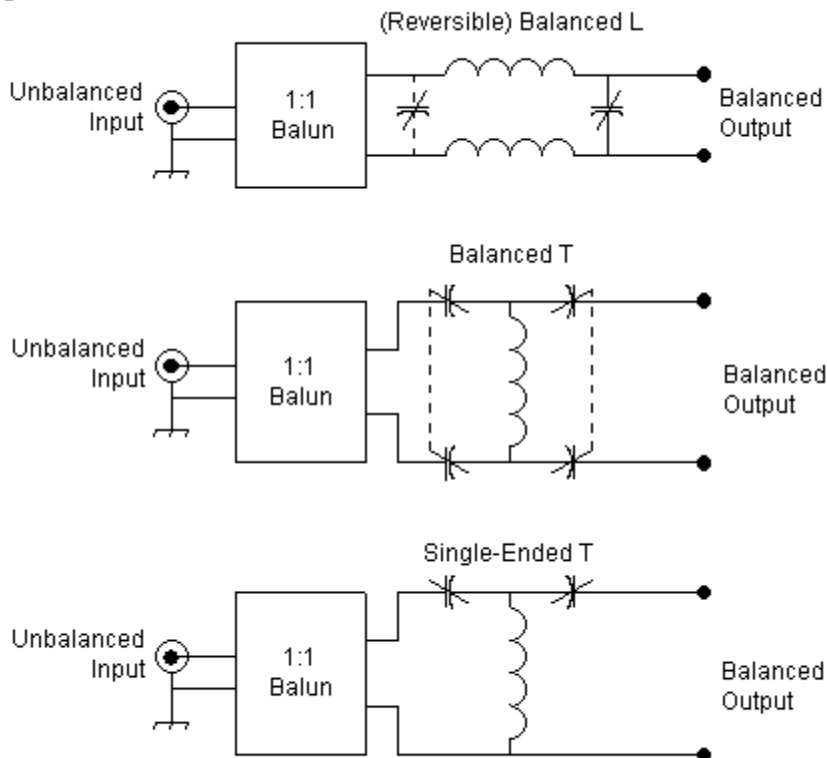 (Reversible) Balanced L
Unbalanced
Input
1:1
Balun
Balanced
Output
Balanced T
Unbalanced
Input
1:1
Balun
Balanced
Output
Single-Ended T
Unbalanced
Input
1:1
Balun
Balanced
Output